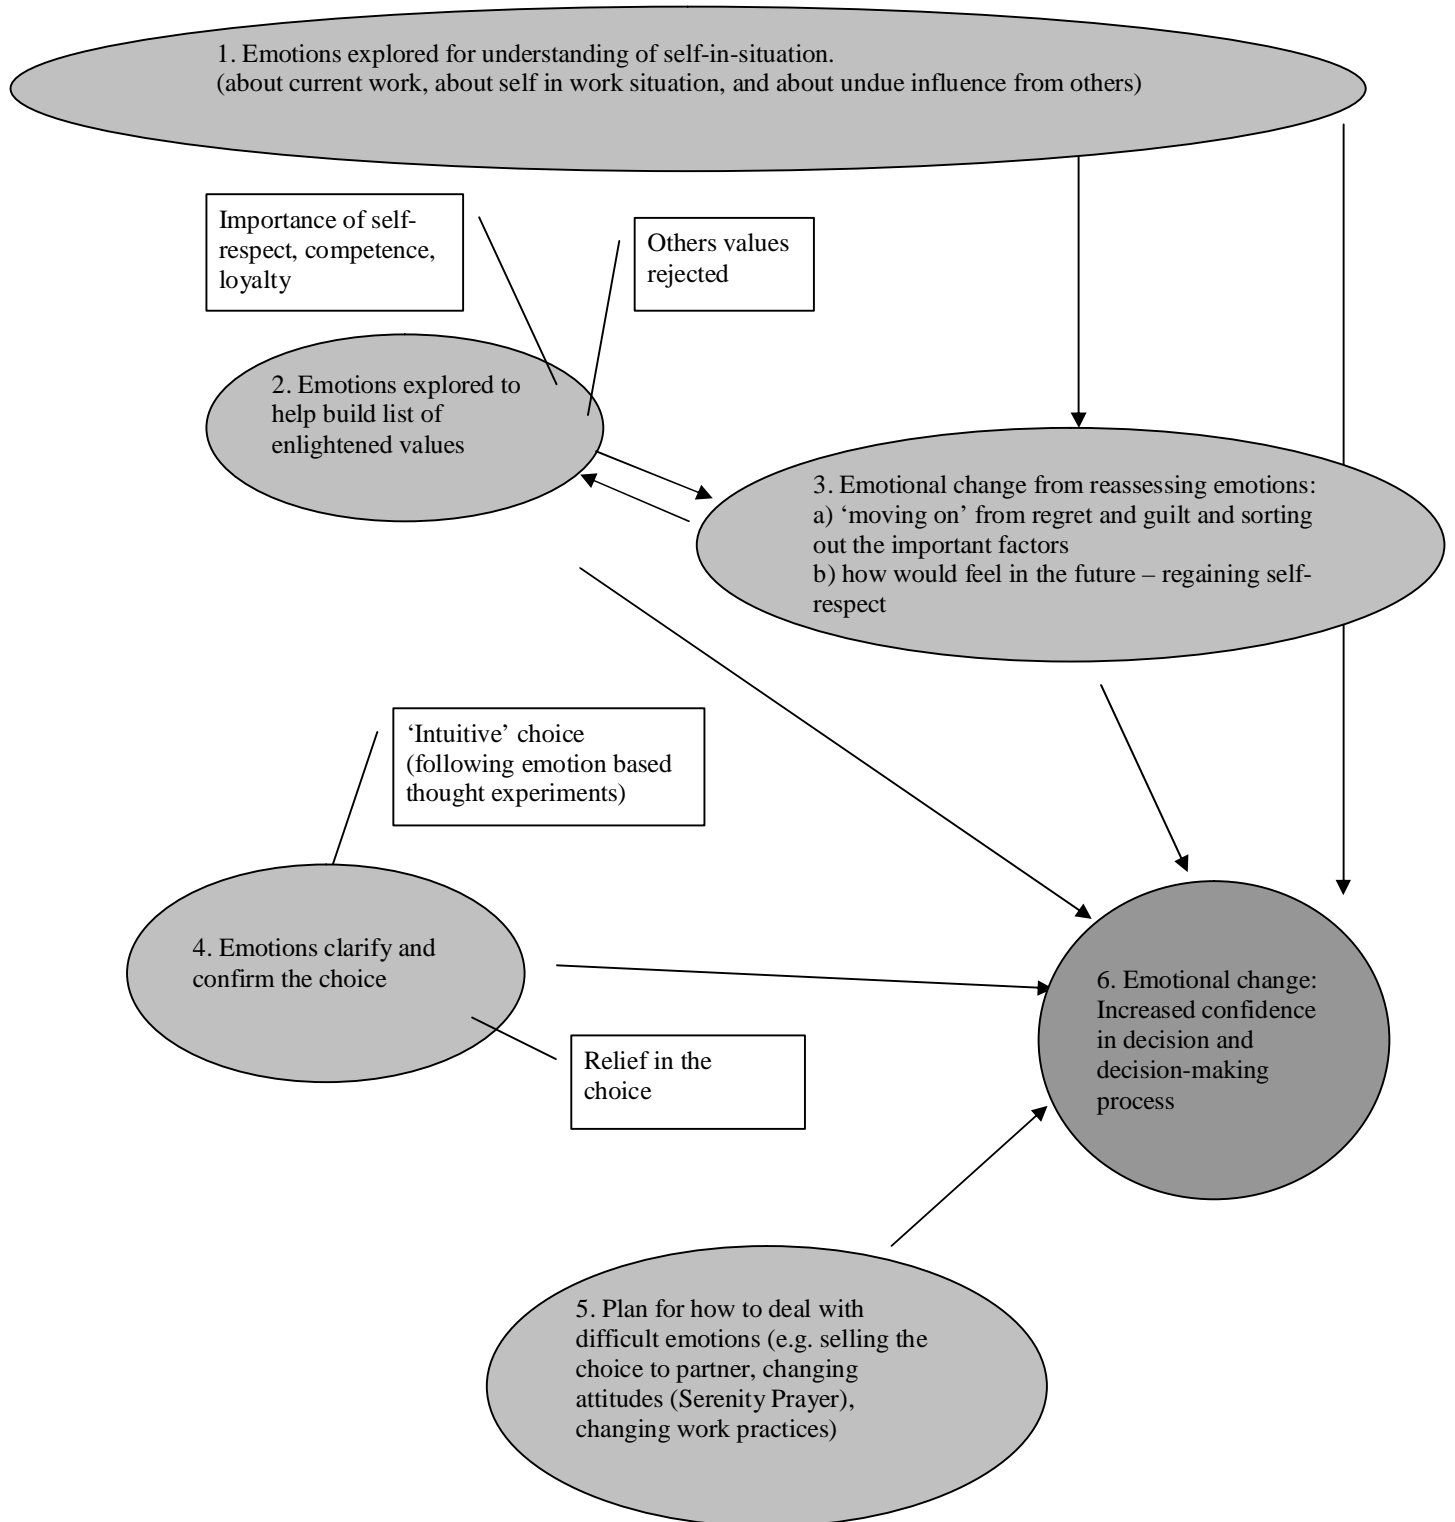 1. Emotions explored for understanding of self-in-situation.
(about current work, about self in work situation, and about undue influence from others)
Importance of self-
respect, competence,
loyalty
Others values
rejected
2. Emotions explored to
help build list of
enlightened values
3. Emotional change from reassessing emotions:
a) ‘moving on’ from regret and guilt and sorting
out the important factors
b) how would feel in the future – regaining self-
respect
‘Intuitive’ choice
(following emotion based
thought experiments)
4. Emotions clarify and
confirm the choice
6. Emotional change:
Increased confidence
in decision and
decision-making
process
Relief in the
choice
5. Plan for how to deal with
difficult emotions (e.g. selling the
choice to partner, changing
attitudes (Serenity Prayer),
changing work practices)